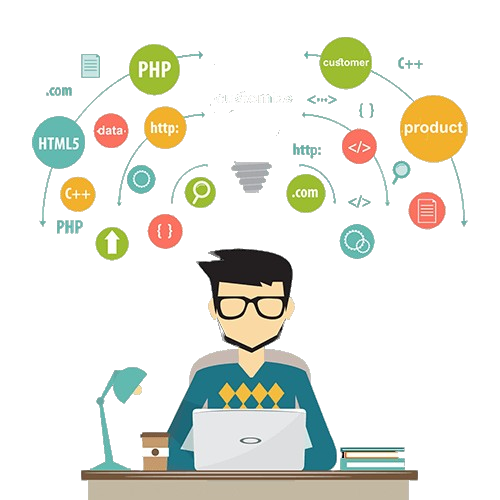 PHP
customer
C++
.com
<···>
{ }
HTML5
data
http:
product
http:
</>
C++
.com
</>
PHP
{ }